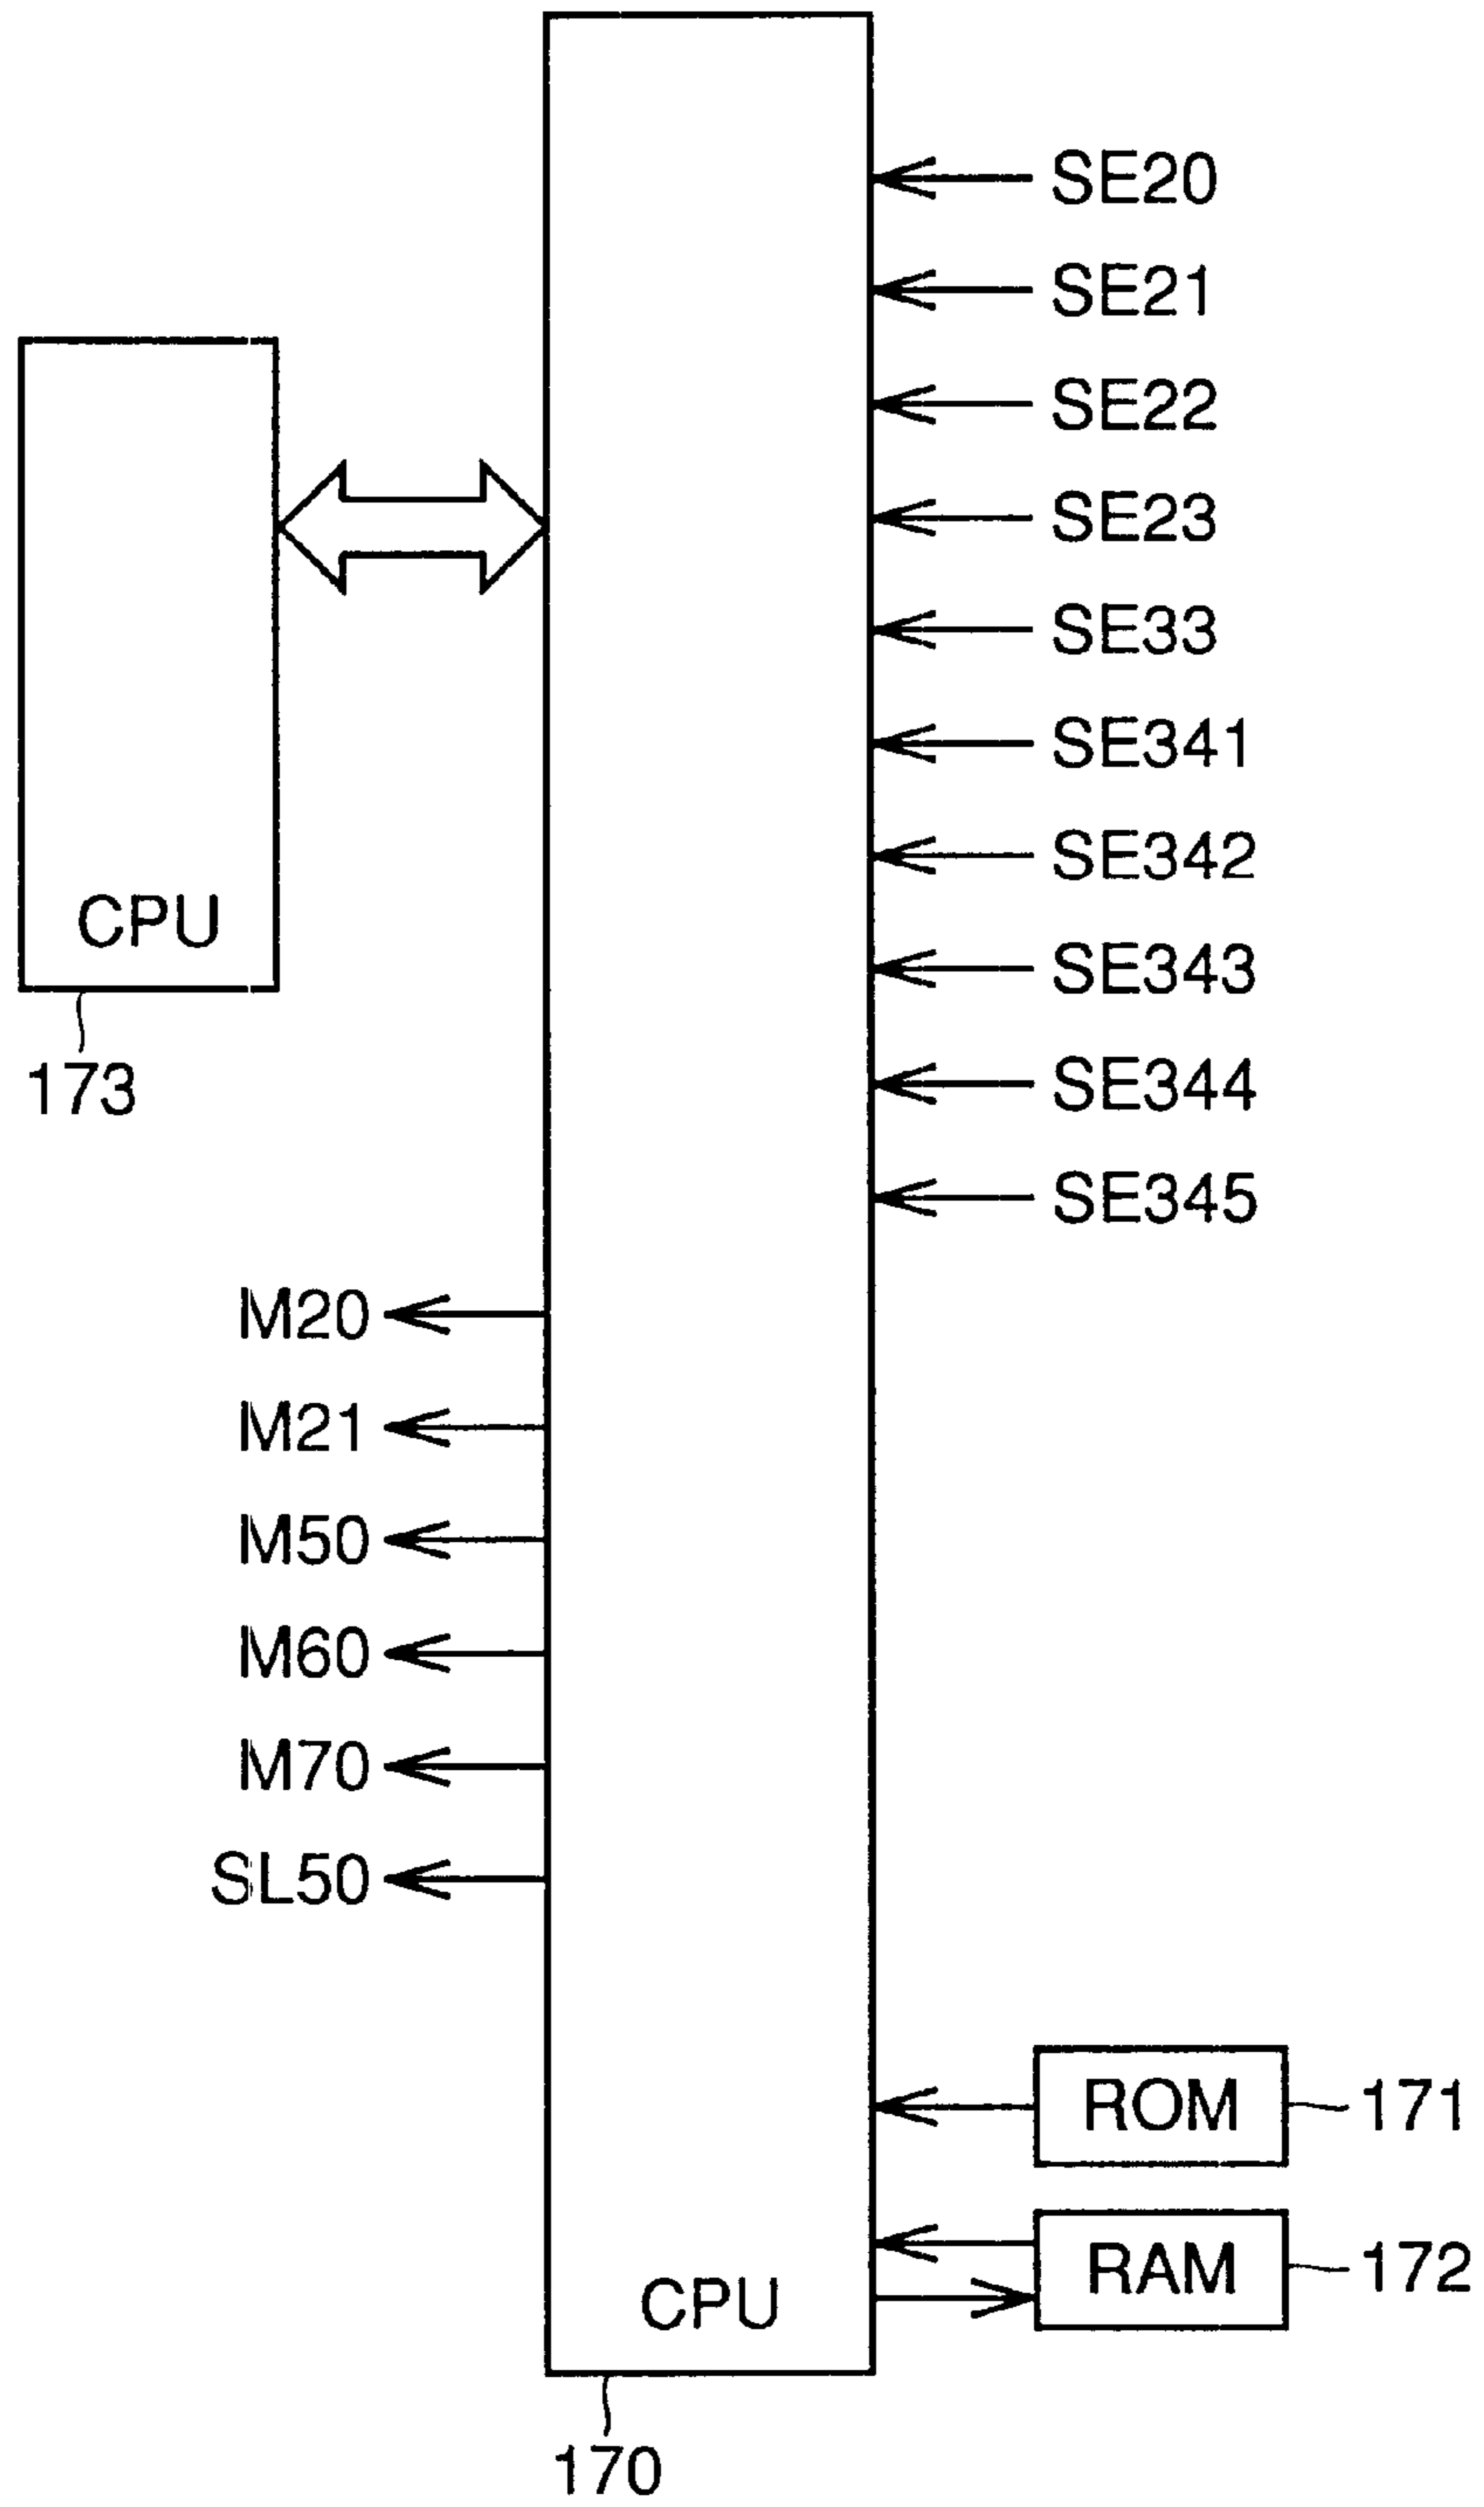 SE20
SE21
SE22
SE23
SE33
SE341
SE342
SE343
SE344
SE345
CPU
173
M20
M21
M50
M60
M70
SL50
ROM
171
RAM
172
CPU
170